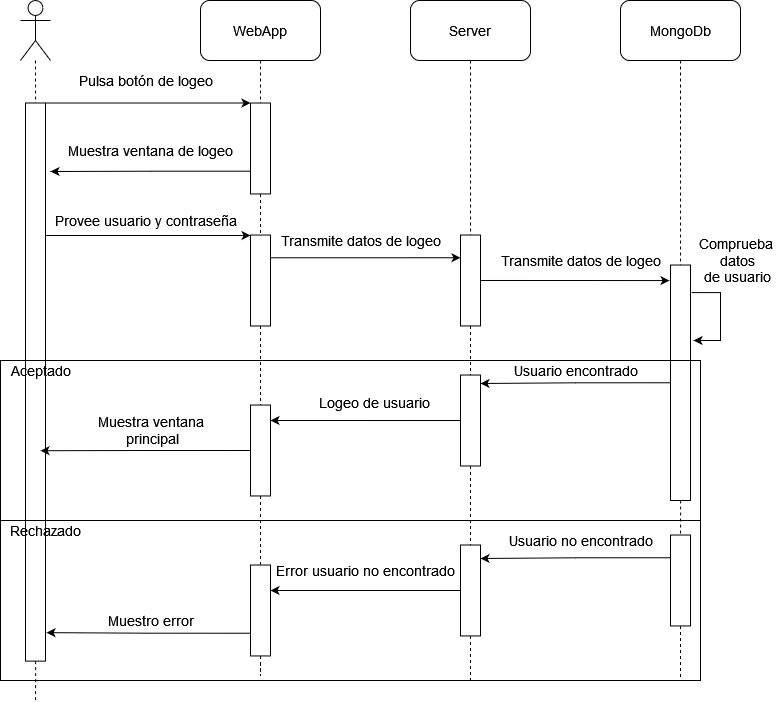 WebApp
Server
MongoDb
Pulsa botón de logeo
Muestra ventana de logeo
Provee usuario y contraseña
Transmite datos de logeo
Transmite datos de logeo
Comprueba
datos
de usuario
Aceptado
Usuario encontrado
Logeo de usuario
Muestra ventana
principal
Rechazado
Usuario no encontrado
Error usuario no encontrado
Muestro error